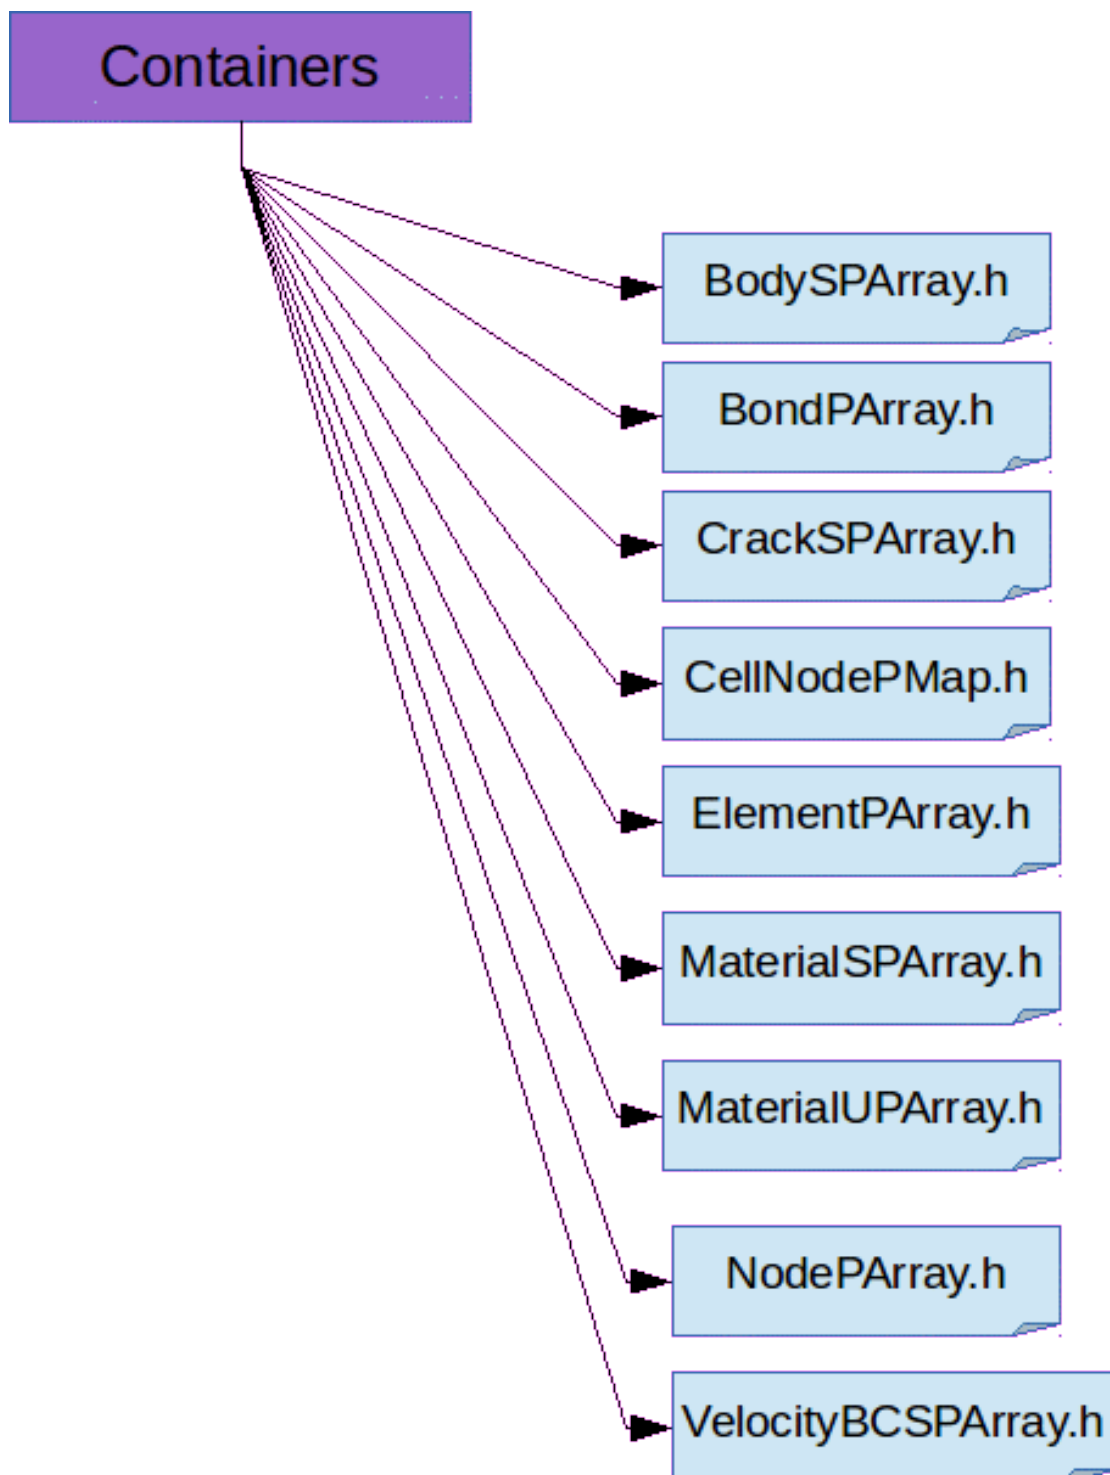 Containers
BodySPArray.h
BondPArray.h
CrackSPArray.h
CellNodePMap.h
ElementPArray.h
MaterialSPArray.h
MaterialUPArray.h
NodePArray.h
VelocityBCSPArray.h